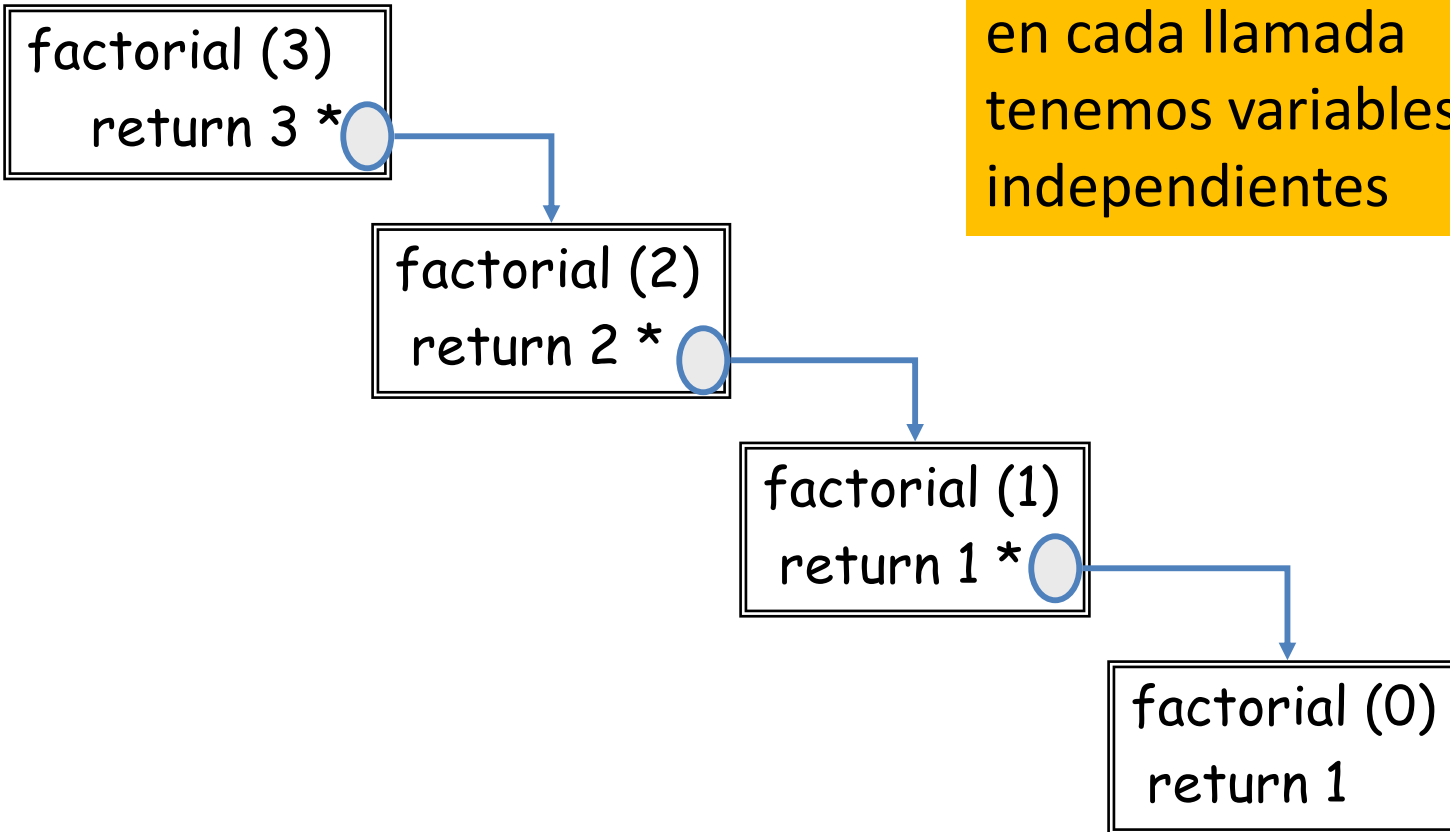 factorial (3)
return 3 *
en cada llamada
tenemos variables
independientes
factorial (2)
return 2 *
factorial (1)
return 1 *
factorial (0)
return 1